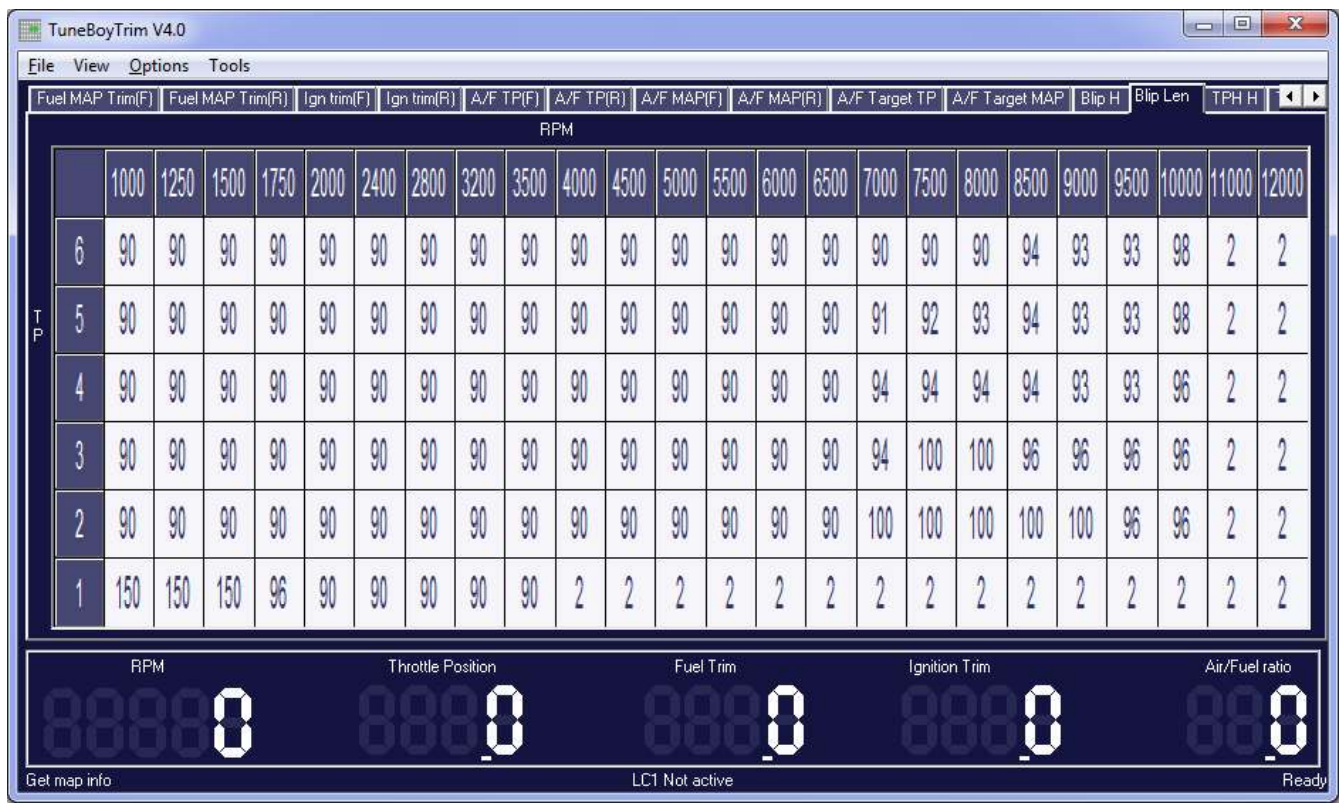 TuneBoyTrim V4.0
File View Options Tools
Fuel MAP Trim(F) Fuel MAP Trim(R) Ign trim(F) Ign trim(R) A/F TP(F) A/F TP(R) A/F MAP(F) A/F MAP(R) A/F Target TP A/F Target MAP Blip H Blip Len TPH H
RPM
1000 1250 1500 1750 2000 2400 2800 3200 3500 4000 4500 5000 5500 6000 6500 7000 7500 8000 8500 9000 9500 10000 11000 12000
6 90 90 90 90 90 90 90 90 90 90 90 90 90 90 90 90 90 90 94 93 93 98 2 2
TP
5 90 90 90 90 90 90 90 90 90 90 90 90 90 90 90 91 92 93 94 93 93 98 2 2
4 90 90 90 90 90 90 90 90 90 90 90 90 90 90 90 94 94 94 94 93 93 96 2 2
3 90 90 90 90 90 90 90 90 90 90 90 90 90 90 90 94 100 100 96 96 96 96 2 2
2 90 90 90 90 90 90 90 90 90 90 90 90 90 90 90 100 100 100 100 100 96 96 2 2
1 150 150 150 96 90 90 90 90 90 2 2 2 2 2 2 2 2 2 2 2 2 2 2 2
RPM Throttle Position Fuel Trim Ignition Trim Air/Fuel ratio
0 .0 .0 .0 .0
Get map info LC1 Not active Ready